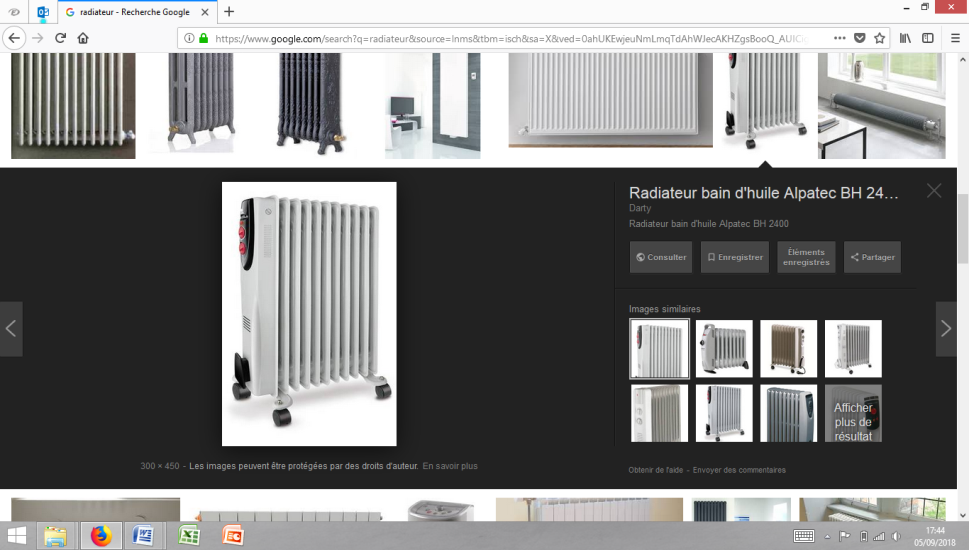 radiateur - Recherche Google
https://www.google.com/search?q=radiateur&source=lnms&tbm=isch&sa=X&ved=0ahUKEwjeuNmLmqTdAhWJecAKHZgsBooQ_AUICi
Radiateur bain d'huile Alpatec BH 24...
Darty
Radiateur bain d'huile Alpatec BH 2400
Consulter
Enregistrer
Éléments
enregistrés
Partager
Images similaires
Afficher
plus de
résultat
300 × 450 - Les images peuvent être protégées par des droits d'auteur. En savoir plus
Obtenir de l'aide - Envoyer des commentaires
17:44
05/09/2018